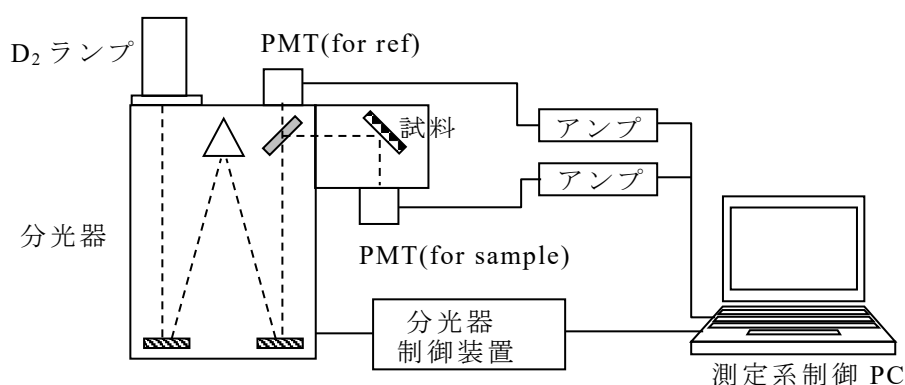 D₂ランプ
PMT(for ref)
試料
アンプ
アンプ
分光器
PMT(for sample)
分光器
制御装置
測定系制御 PC